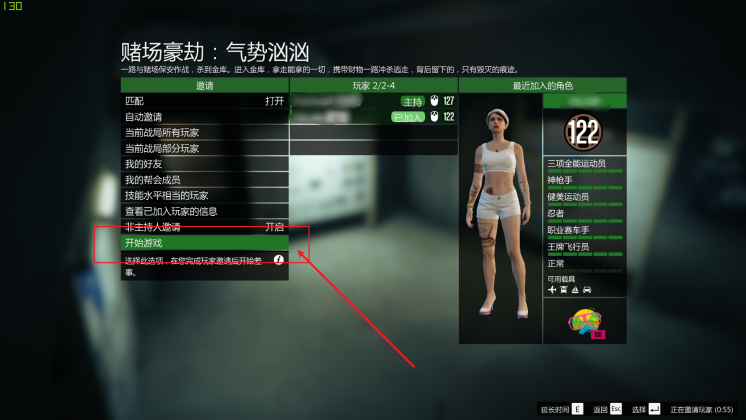 130
赌场豪劫：气势汹汹
一路与赌场保安作战，杀到金库。进入金库，拿走能拿的一切，携带财物一路冲杀逃走，背后留下的，只有毁灭的痕迹。
邀请
玩家 2/2-4
最近加入的角色
匹配 打开
自动邀请
当前战局所有玩家
当前战局部分玩家
我的好友
我的帮会成员
技能水平相当的玩家
查看已加入玩家的信息
非主持人邀请 开启
开始游戏
选择此选项，在您完成玩家邀请后开始差
事。
主持 127
已加入 122
122
三项全能运动员
神枪手
健美运动员
忍者
职业赛车手
王牌飞行员
正常
可用载具
延长时间 E 返回 Esc 选择 正在邀请玩家 (0:55)